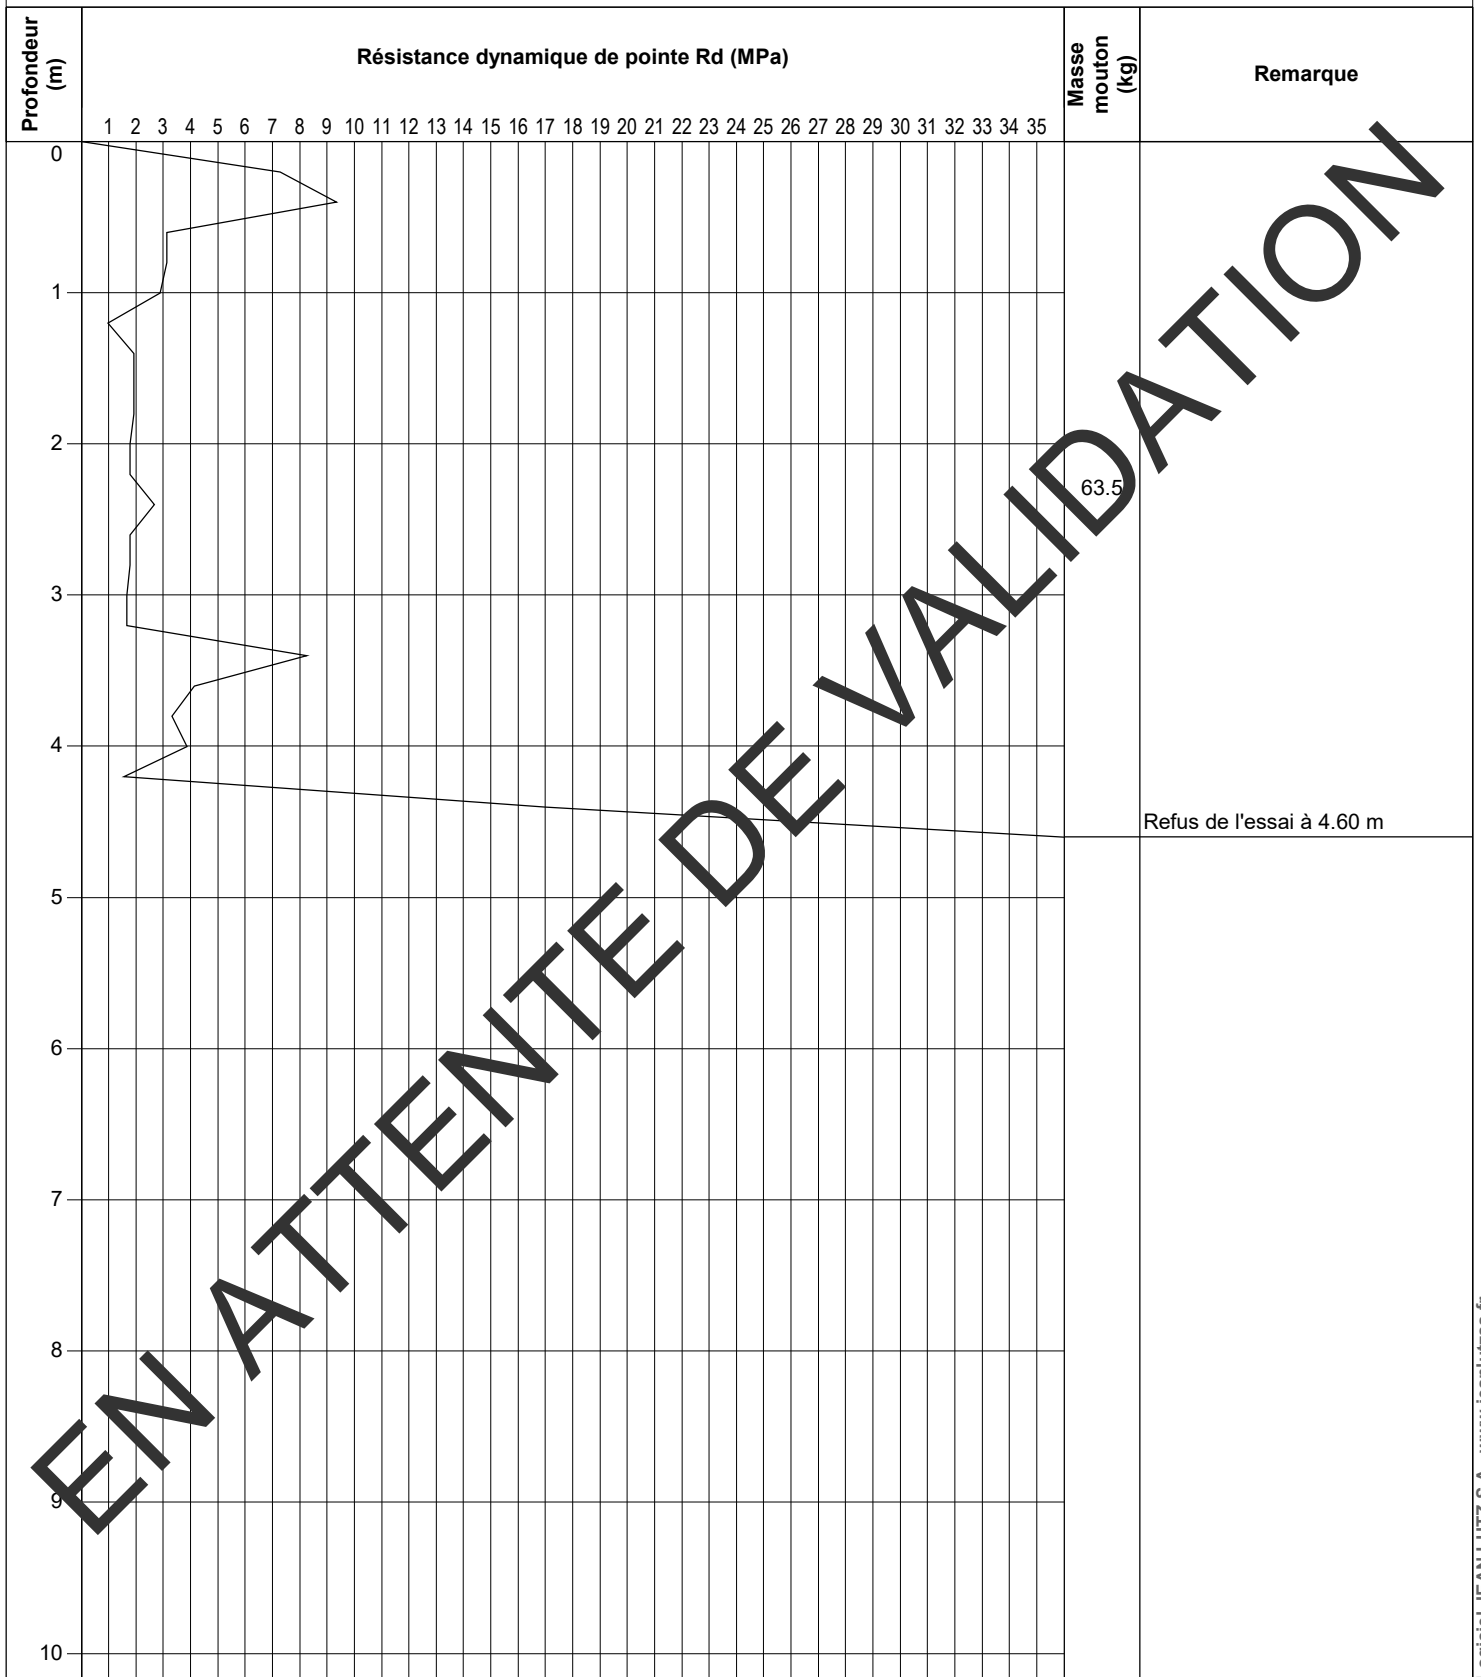 Profondeur
(m)
Résistance dynamique de pointe Rd (MPa)
Masse
mouton
(kg)
Remarque
1 2 3 4 5 6 7 8 9 10 11 12 13 14 15 16 17 18 19 20 21 22 23 24 25 26 27 28 29 30 31 32 33 34 35
0
1
2
63.5
3
4
Refus de l'essai à 4.60 m
5
6
7
8
9
10
EN ATTENTE DE VALIDATION
JEAN LUTZ S.A